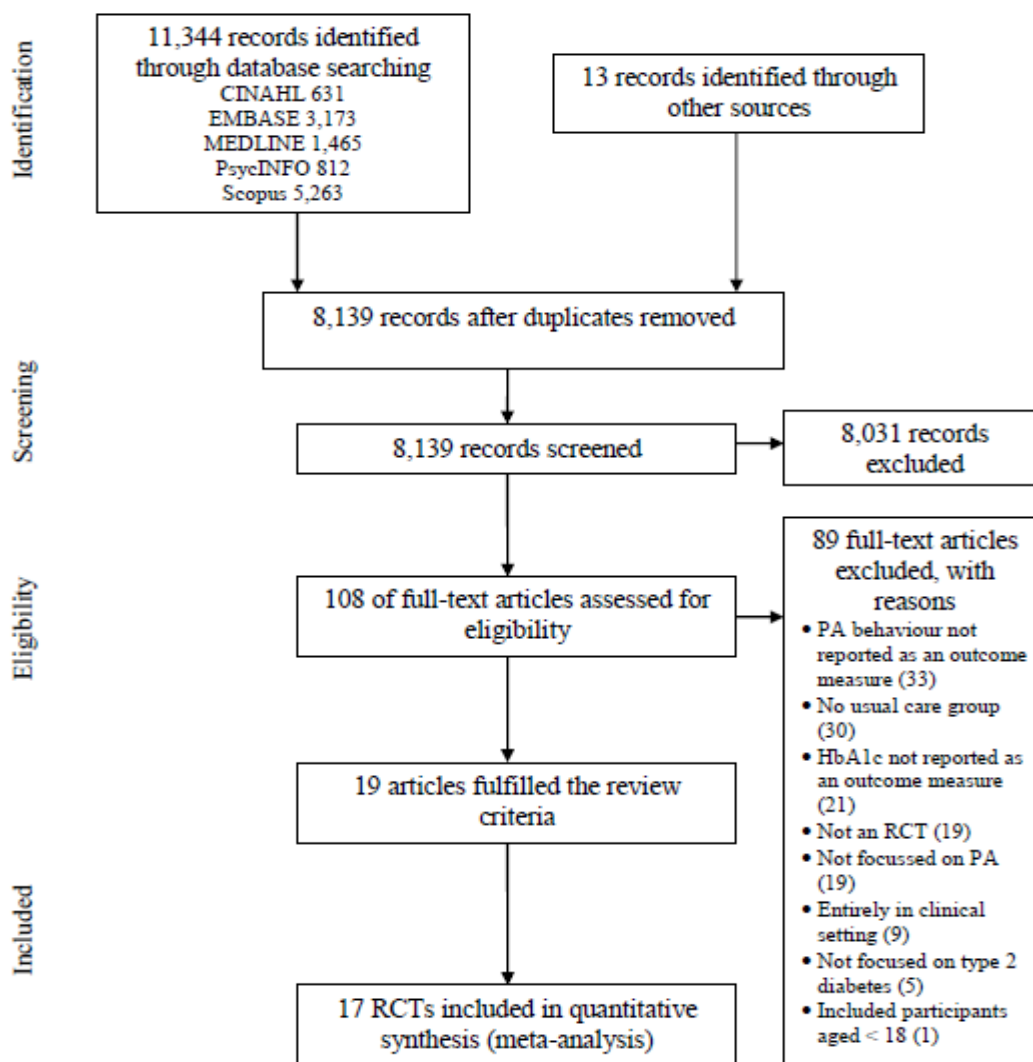 Identification
11,344 records identified
through database searching
CINAHL 631
EMBASE 3,173
MEDLINE 1,465
PsycINFO 812
Scopus 5,263
13 records identified through
other sources
8,139 records after duplicates removed
Screening
8,139 records screened
8,031 records
excluded
Eligibility
108 of full-text articles assessed for
eligibility
89 full-text articles
excluded, with
reasons
• PA behaviour not
reported as an outcome
measure (33)
• No usual care group
(30)
• HbA1c not reported as
an outcome measure
(21)
• Not an RCT (19)
• Not focussed on PA
(19)
• Entirely in clinical
setting (9)
• Not focused on type 2
diabetes (5)
• Included participants
aged < 18 (1)
19 articles fulfilled the review
criteria
Included
17 RCTs included in quantitative
synthesis (meta-analysis)